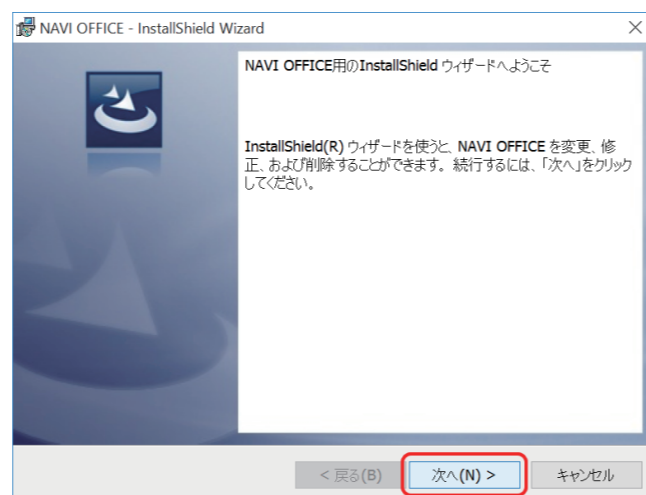 NAVI OFFICE - InstallShield Wizard
NAVI OFFICE用のInstallShield ウィザードへようこそ
InstallShield(R) ウィザードを使うと、NAVI OFFICE を変更、修
正、および削除することができます。続行するには、「次へ」をクリック
してください。
< 戻る(B) 次へ(N) > キャンセル